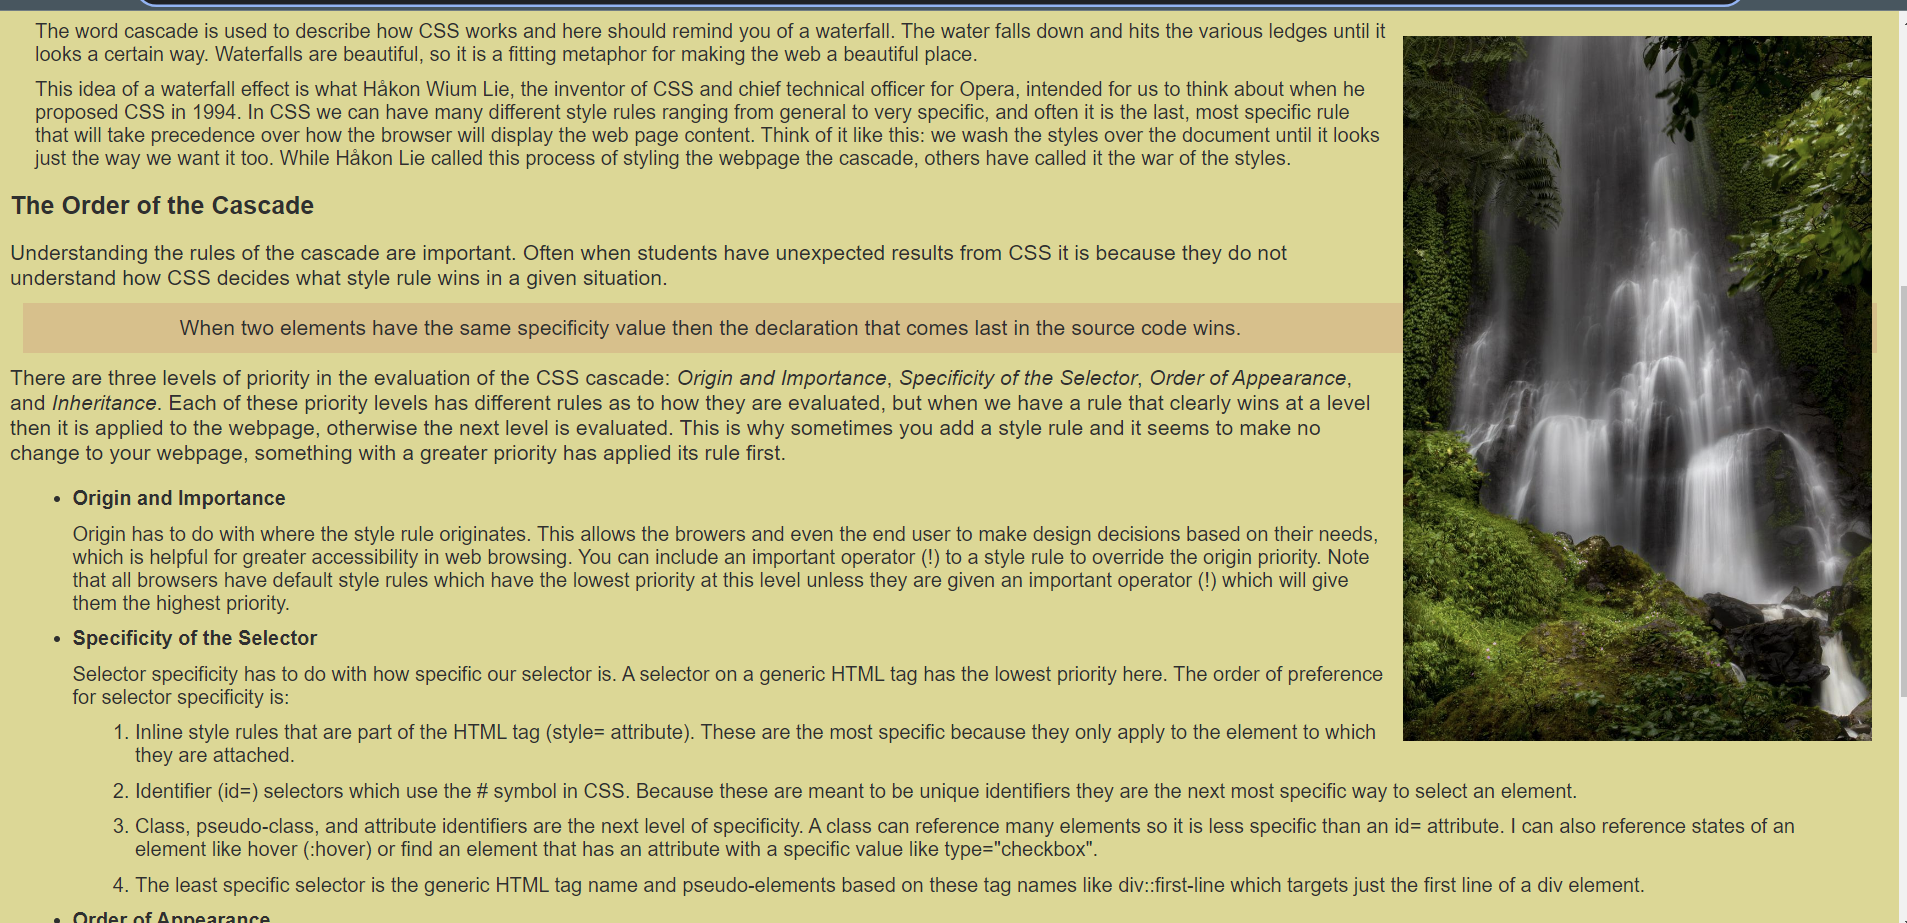 The word cascade is used to describe how CSS works and here should remind you of a waterfall. The water falls down and hits the various ledges until it
looks a certain way. Waterfalls are beautiful, so it is a fitting metaphor for making the web a beautiful place.
This idea of a waterfall effect is what Håkon Wium Lie, the inventor of CSS and chief technical officer for Opera, intended for us to think about when he
proposed CSS in 1994. In CSS we can have many different style rules ranging from general to very specific, and often it is the last, most specific rule
that will take precedence over how the browser will display the web page content. Think of it like this: we wash the styles over the document until it looks
just the way we want it too. While Håkon Lie called this process of styling the webpage the cascade, others have called it the war of the styles.
The Order of the Cascade
Understanding the rules of the cascade are important. Often when students have unexpected results from CSS it is because they do not
understand how CSS decides what style rule wins in a given situation.
When two elements have the same specificity value then the declaration that comes last in the source code wins.
There are three levels of priority in the evaluation of the CSS cascade: Origin and Importance, Specificity of the Selector, Order of Appearance,
and Inheritance. Each of these priority levels has different rules as to how they are evaluated, but when we have a rule that clearly wins at a level
then it is applied to the webpage, otherwise the next level is evaluated. This is why sometimes you add a style rule and it seems to make no
change to your webpage, something with a greater priority has applied its rule first.
• Origin and Importance
Origin has to do with where the style rule originates. This allows the browers and even the end user to make design decisions based on their needs,
which is helpful for greater accessibility in web browsing. You can include an important operator (!) to a style rule to override the origin priority. Note
that all browsers have default style rules which have the lowest priority at this level unless they are given an important operator (!) which will give
them the highest priority.
• Specificity of the Selector
Selector specificity has to do with how specific our selector is. A selector on a generic HTML tag has the lowest priority here. The order of preference
for selector specificity is:
1. Inline style rules that are part of the HTML tag (style= attribute). These are the most specific because they only apply to the element to which
they are attached.
2. Identifier (id=) selectors which use the # symbol in CSS. Because these are meant to be unique identifiers they are the next most specific way to select an element.
3. Class, pseudo-class, and attribute identifiers are the next level of specificity. A class can reference many elements so it is less specific than an id= attribute. I can also reference states of an
element like hover (:hover) or find an element that has an attribute with a specific value like type="checkbox".
4. The least specific selector is the generic HTML tag name and pseudo-elements based on these tag names like div::first-line which targets just the first line of a div element.
• Order of Appearance